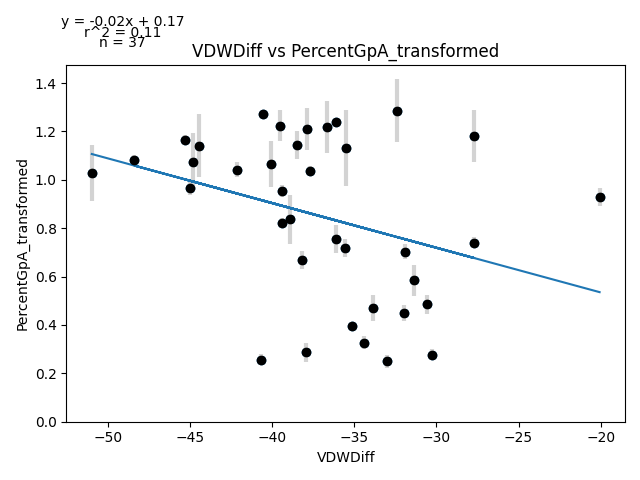 y = -0.02x + 0.17
r^2 = 0.11
n = 37
VDWDiff vs PercentGpA_transformed
1.4
1.2
1.0
0.8
0.6
0.4
0.2
0.0
PercentGpA_transformed
−50
−45
−40
−35
−30
−25
−20
VDWDiff